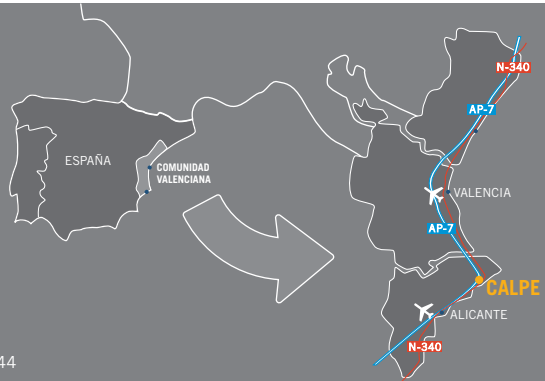 N-340
AP-7
ESPAÑA
COMUNIDAD
VALENCIANA
VALENCIA
AP-7
CALPE
ALICANTE
N-340
44